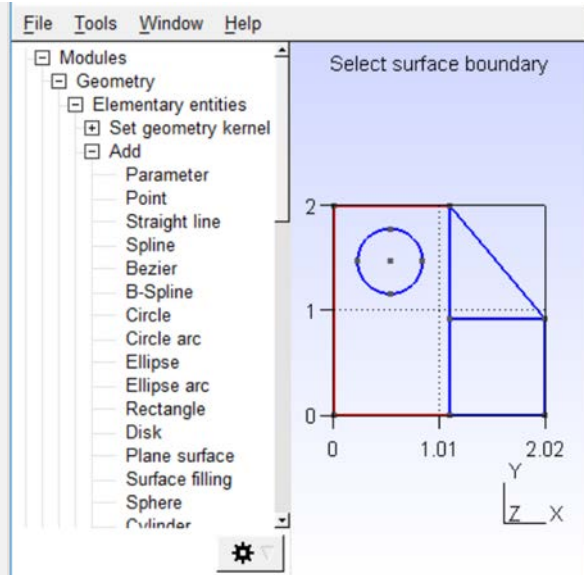 File Tools Window Help
Modules
Geometry
Elementary entities
Set geometry kernel
Add
Parameter
Point
Straight line
Spline
Bezier
B-Spline
Circle
Circle arc
Ellipse
Ellipse arc
Rectangle
Disk
Plane surface
Surface filling
Sphere
Cylinder
Select surface boundary
2
1
0
0 1.01 2.02
Y
Z X